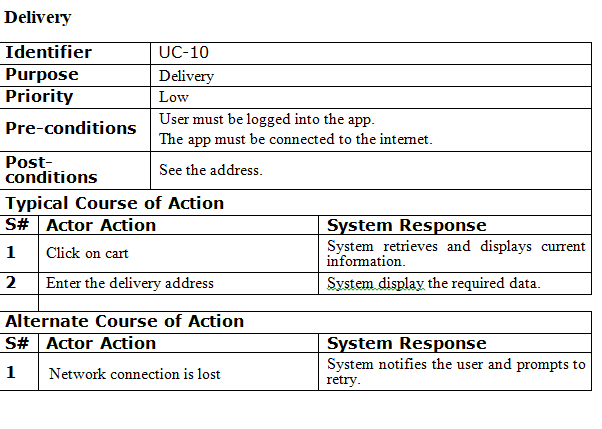 Delivery
Identifier UC-10
Purpose Delivery
Priority Low
Pre-conditions User must be logged into the app.
The app must be connected to the internet.
Post-
conditions See the address.
Typical Course of Action
S# Actor Action System Response
1 Click on cart System retrieves and displays current
information.
2 Enter the delivery address System display the required data.
Alternate Course of Action
S# Actor Action System Response
1 Network connection is lost System notifies the user and prompts to
retry.